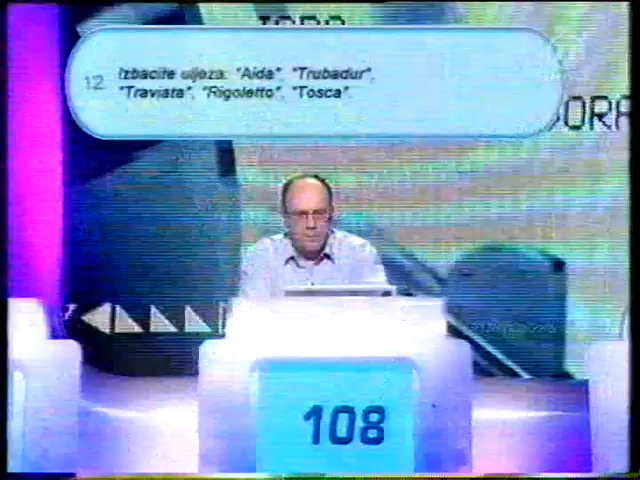 12. Izbacite uljeza: "Aida", "Trubadur",
"Traviata", "Rigoletto", "Tosca".
108